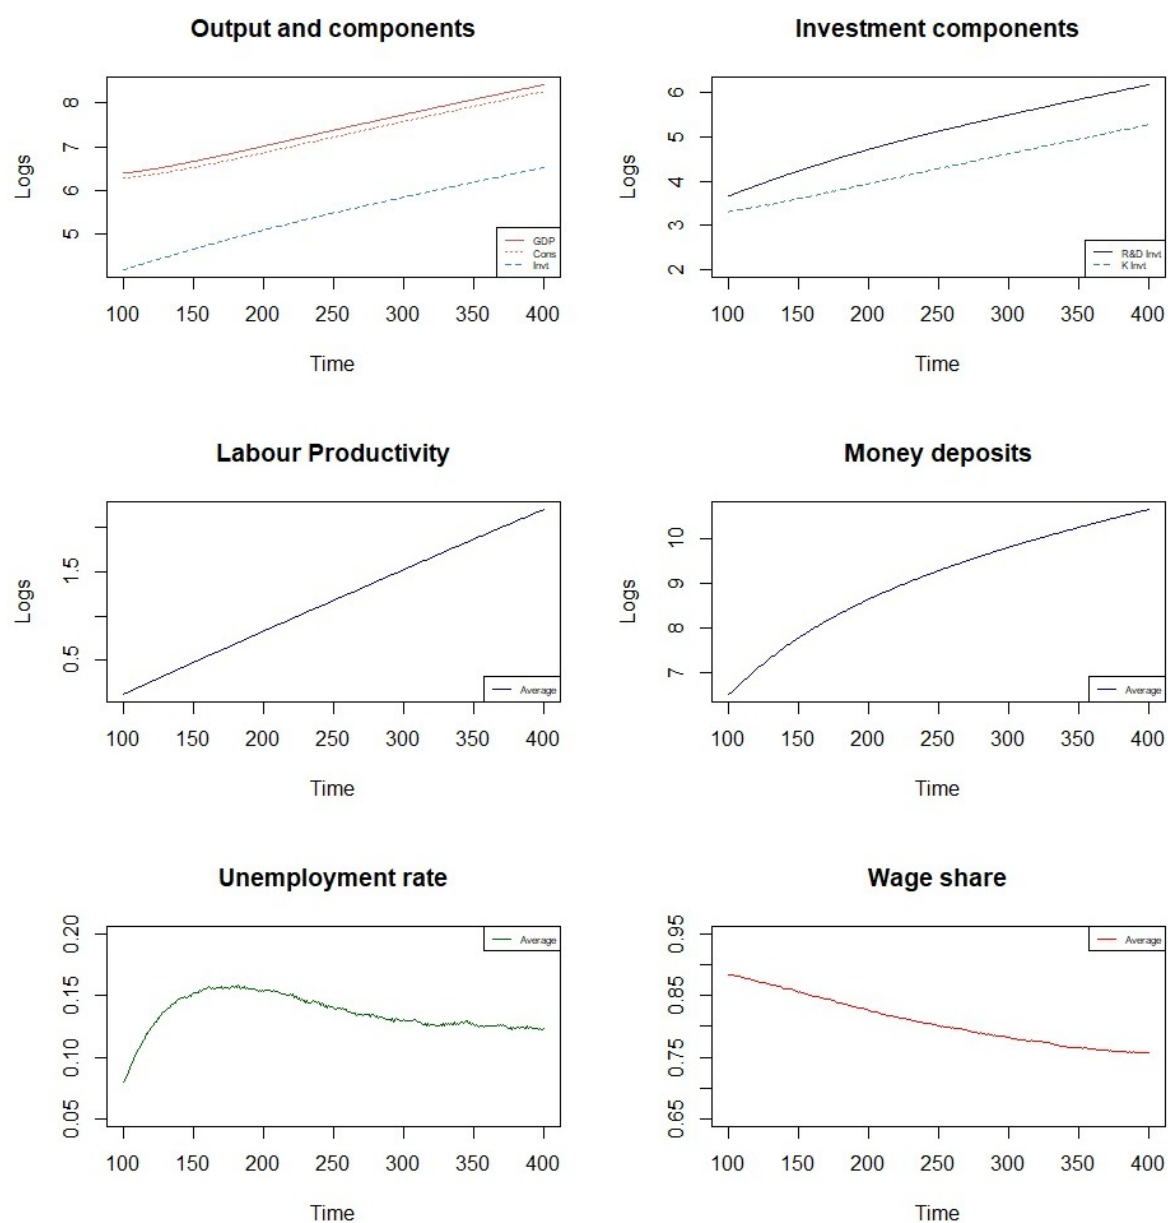 Output and components
Logs
8
7
6
5
GDP
Cons
Invt
100 150 200 250 300 350 400
Time
Investment components
Logs
6
5
4
3
2
R&D Invt
K Invt
100 150 200 250 300 350 400
Time
Labour Productivity
Logs
1.5
0.5
Average
100 150 200 250 300 350 400
Time
Money deposits
Logs
10
9
8
7
Average
100 150 200 250 300 350 400
Time
Unemployment rate
0.20
0.15
0.10
0.05
Average
100 150 200 250 300 350 400
Time
Wage share
0.95
0.85
0.75
0.65
Average
100 150 200 250 300 350 400
Time